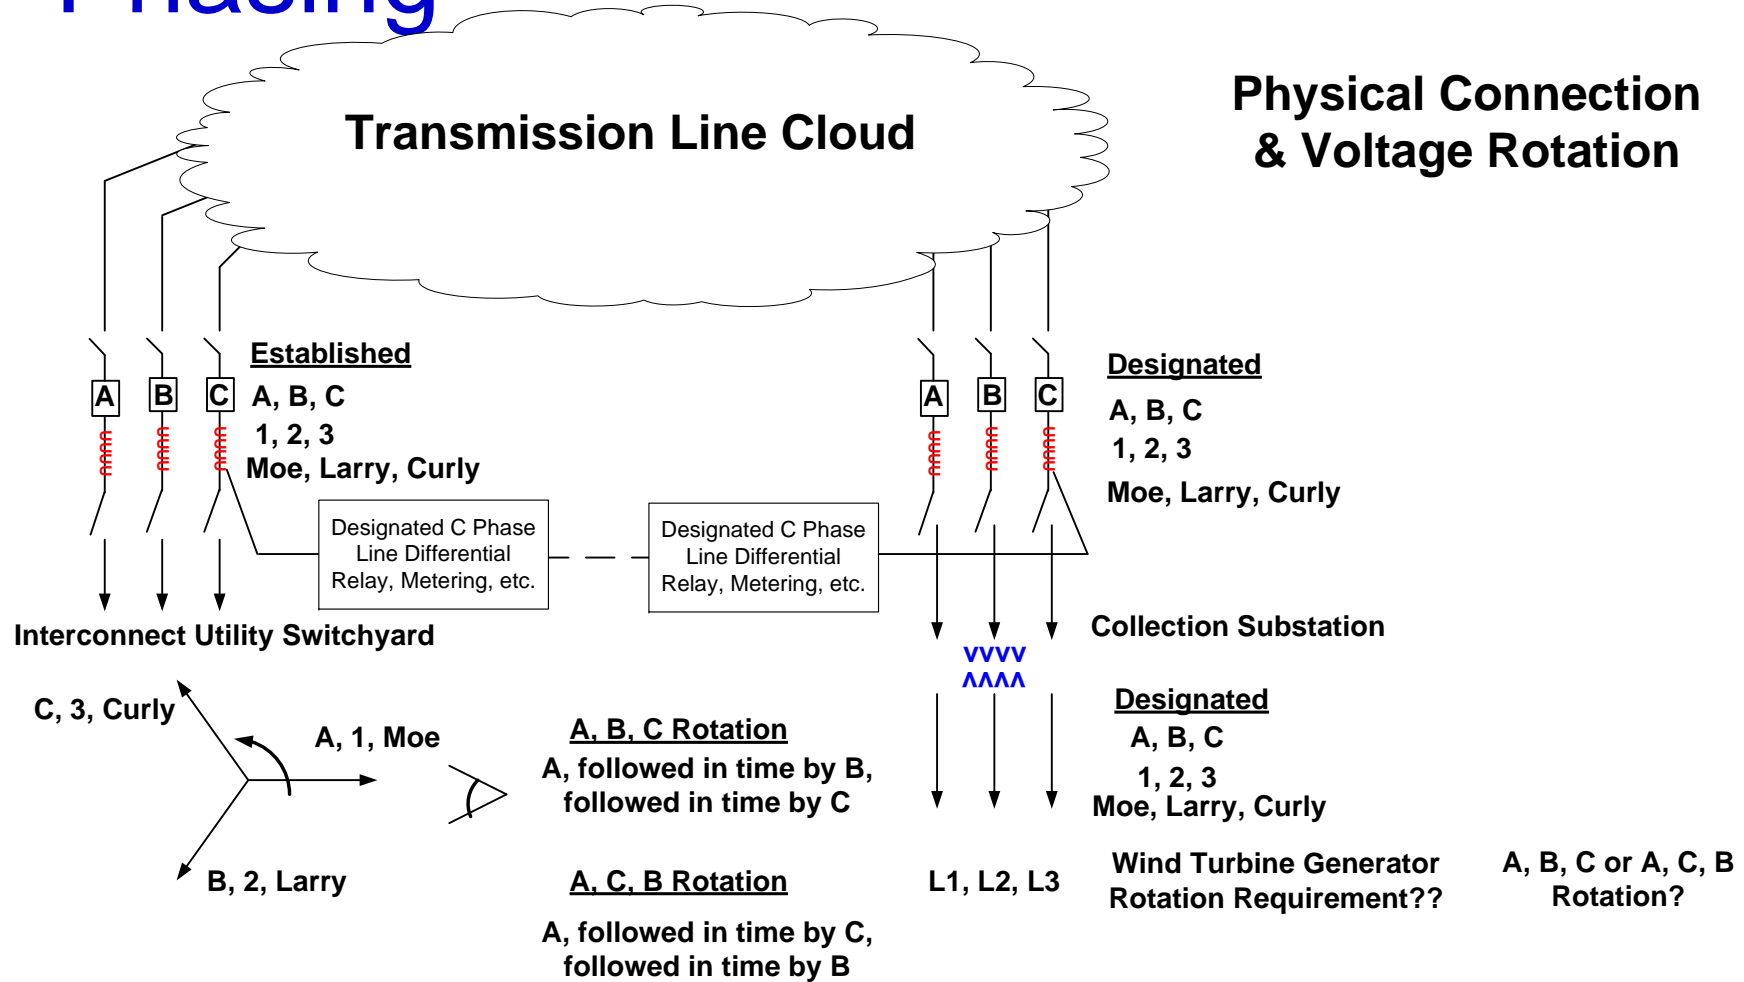 Phasing
Transmission Line Cloud
Physical Connection
& Voltage Rotation
Established
A, B, C
1, 2, 3
Moe, Larry, Curly
A
B
C
A
B
C
Designated
A, B, C
1, 2, 3
Moe, Larry, Curly
Designated C Phase
Line Differential
Relay, Metering, etc.
Designated C Phase
Line Differential
Relay, Metering, etc.
Interconnect Utility Switchyard
Collection Substation
C, 3, Curly
A, 1, Moe
B, 2, Larry
A, B, C Rotation
A, followed in time by B,
followed in time by C
A, C, B Rotation
A, followed in time by C,
followed in time by B
Designated
A, B, C
1, 2, 3
Moe, Larry, Curly
L1, L2, L3
Wind Turbine Generator
Rotation Requirement??
A, B, C or A, C, B
Rotation?